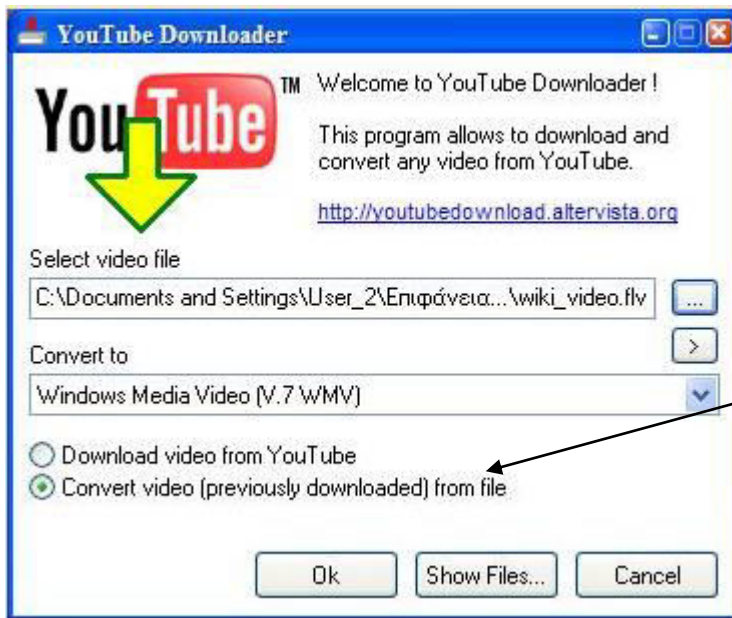 YouTube Downloader
YouTube TM
Welcome to YouTube Downloader !
This program allows to download and
convert any video from YouTube.
http://youtubedownload.altervista.org
Select video file
C:\Documents and Settings\User_2\Επιφάνεια...\wiki_video.flv
...
>
Convert to
Windows Media Video (V.7 WMV)
Download video from YouTube
Convert video (previously downloaded) from file
Ok
Show Files...
Cancel